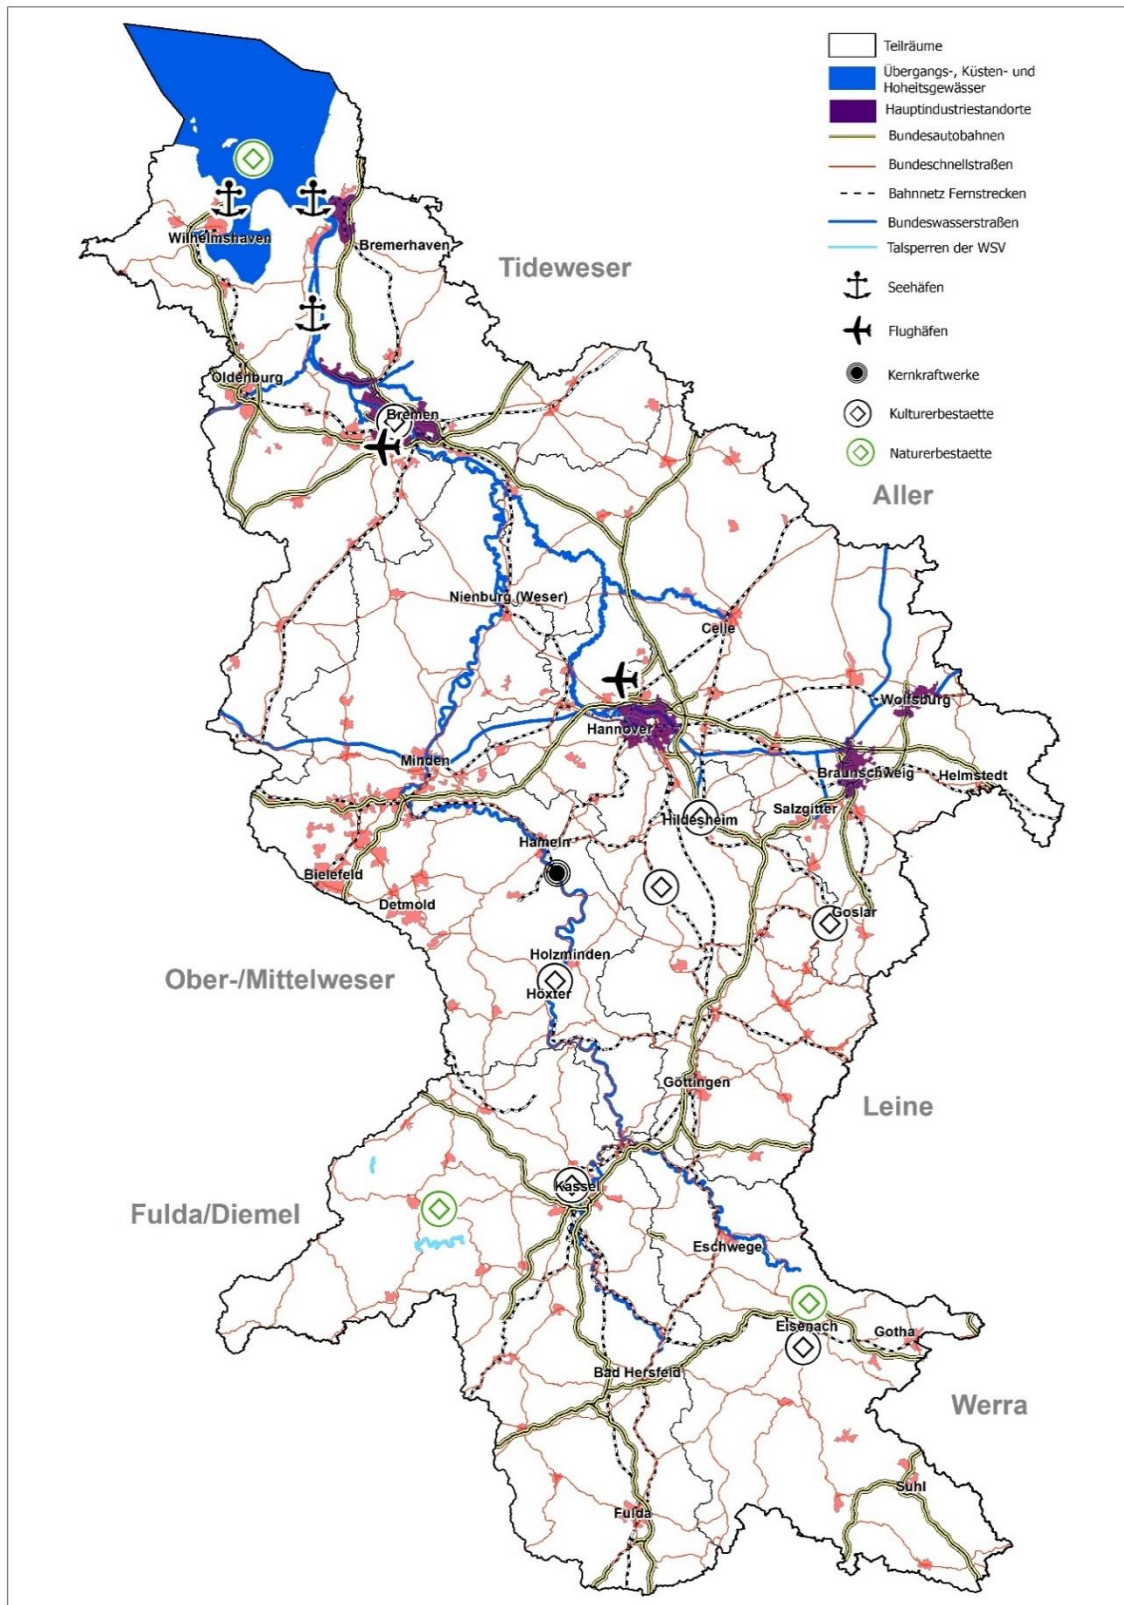 Teilräume
Übergangs-, Küsten- und
Hoheitsgewässer
Hauptindustriestandorte
Bundesautobahnen
Bundeschnellstraßen
Bahnnetz Fernstrecken
Bundeswasserstraßen
Talsperren der WSV
Seehäfen
Flughäfen
Kernkraftwerke
Kulturerbestaette
Naturerbestaette
Wilhelmshaven
Bremerhaven
Tideweser
Oldenburg
Bremen
Aller
Nienburg (Weser)
Celle
Wolfsburg
Hannover
Minden
Braunschweig
Helmstedt
Salzgitter
Hildesheim
Hameln
Bielefeld
Detmold
Goslar
Holzminden
Ober-/Mittelweser
Höxter
Göttingen
Leine
Kassel
Fulda/Diemel
Eschwege
Eisenach
Gotha
Bad Hersfeld
Werra
Suhl
Fulda